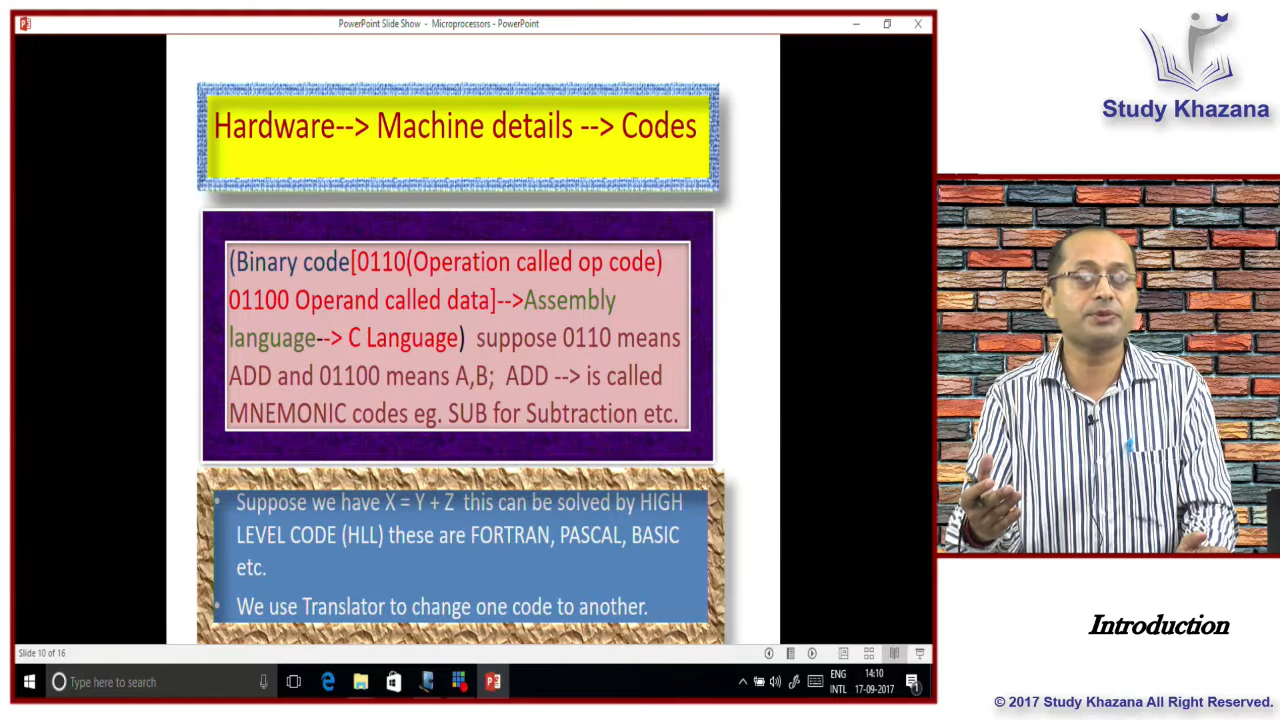 PowerPoint Slide Show - Microprocessors - PowerPoint
Study Khazana
Hardware--> Machine details --> Codes
(Binary code[0110(Operation called op code)
01100 Operand called data]-->Assembly
language--> C Language) suppose 0110 means
ADD and 01100 means A,B; ADD --> is called
MNEMONIC codes eg. SUB for Subtraction etc.
• Suppose we have X = Y + Z this can be solved by HIGH
LEVEL CODE (HLL) these are FORTRAN, PASCAL, BASIC
etc.
• We use Translator to change one code to another.
Introduction
Slide 10 of 16
Type here to search
ENG
INTL
14:10
17-09-2017
1
© 2017 Study Khazana All Right Reserved.